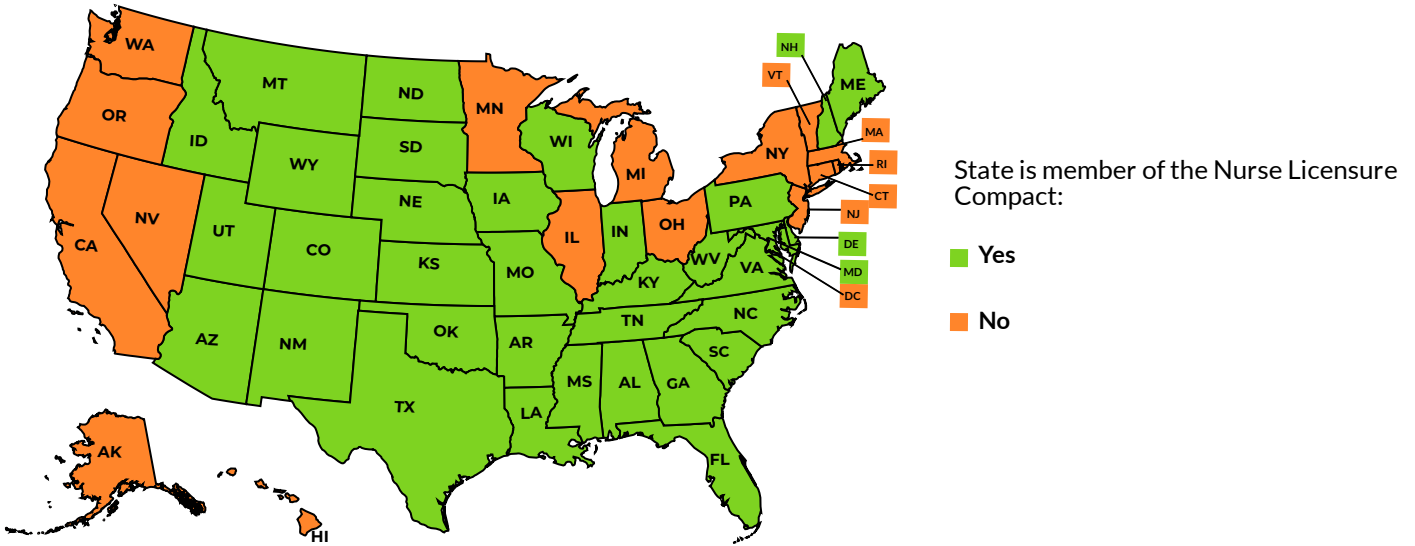 WA
OR
CA
NV
ID
MT
WY
UT
AZ
CO
NM
ND
SD
NE
KS
OK
TX
MN
IA
MO
AR
LA
WI
IL
MI
IN
OH
KY
TN
MS
AL
GA
FL
SC
NC
VA
WV
PA
NY
ME
NH
VT
MA
RI
CT
NJ
DE
MD
DC
AK
HI
State is member of the Nurse Licensure
Compact:
Yes
No